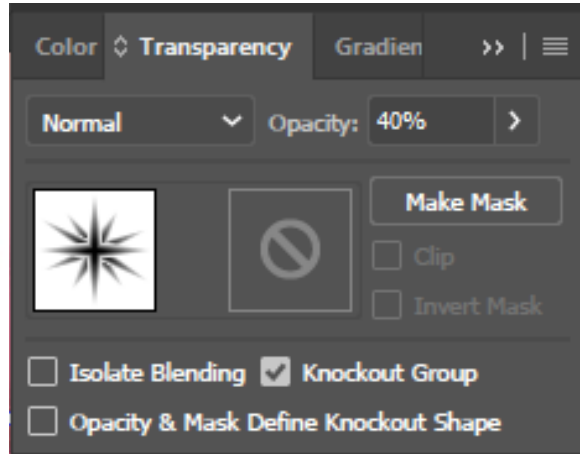 Color Transparency Gradien
Normal Opacity: 40%
Make Mask
Clip
Invert Mask
Isolate Blending Knockout Group
Opacity & Mask Define Knockout Shape